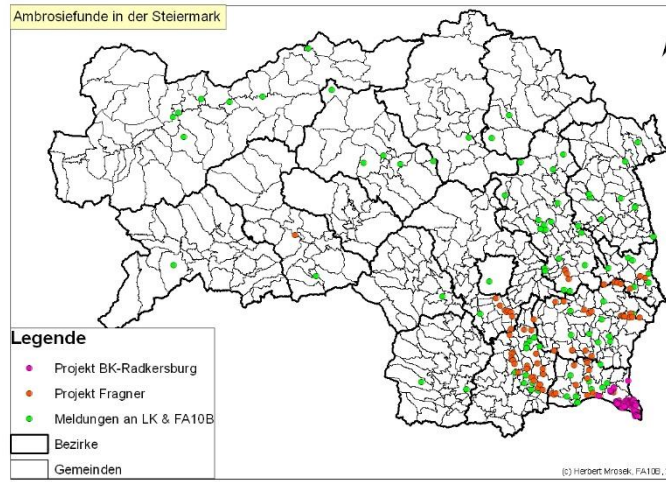 Ambrosiefunde in der Steiermark
Legende
Projekt BK-Radkersburg
Projekt Fragner
Meldungen an LK & FA10B
Bezirke
Gemeinden
(c) Herbert Mrosek, FA10B,